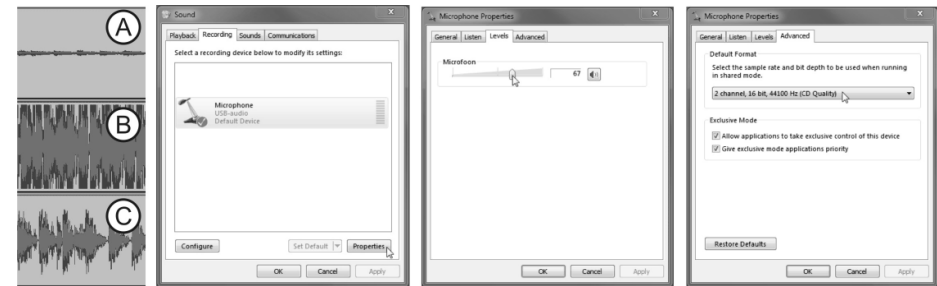 A
B
C
Sound
Playback Recording Sounds Communications
Select a recording device below to modify its settings:
Microphone
USB-audio
Default Device
Configure Set Default Properties
OK Cancel Apply
Microphone Properties
General Listen Levels Advanced
Microfoon
67
OK Cancel Apply
Microphone Properties
General Listen Levels Advanced
Default Format
Select the sample rate and bit depth to be used when running
in shared mode.
2 channel, 16 bit, 44100 Hz (CD Quality)
Exclusive Mode
Allow applications to take exclusive control of this device
Give exclusive mode applications priority
Restore Defaults
OK Cancel Apply